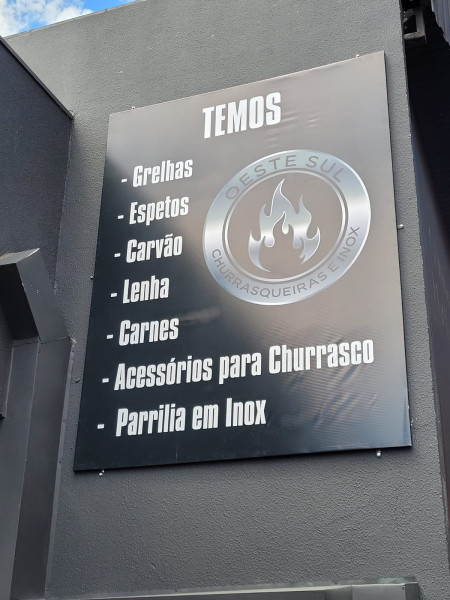 TEMOS
- Grelhas
- Espetos
- Carvão
- Lenha
- Carnes
- Acessórios para Churrasco
- Parrilia em Inox
OESTE SUL
CHURRASQUEIRAS E INOX